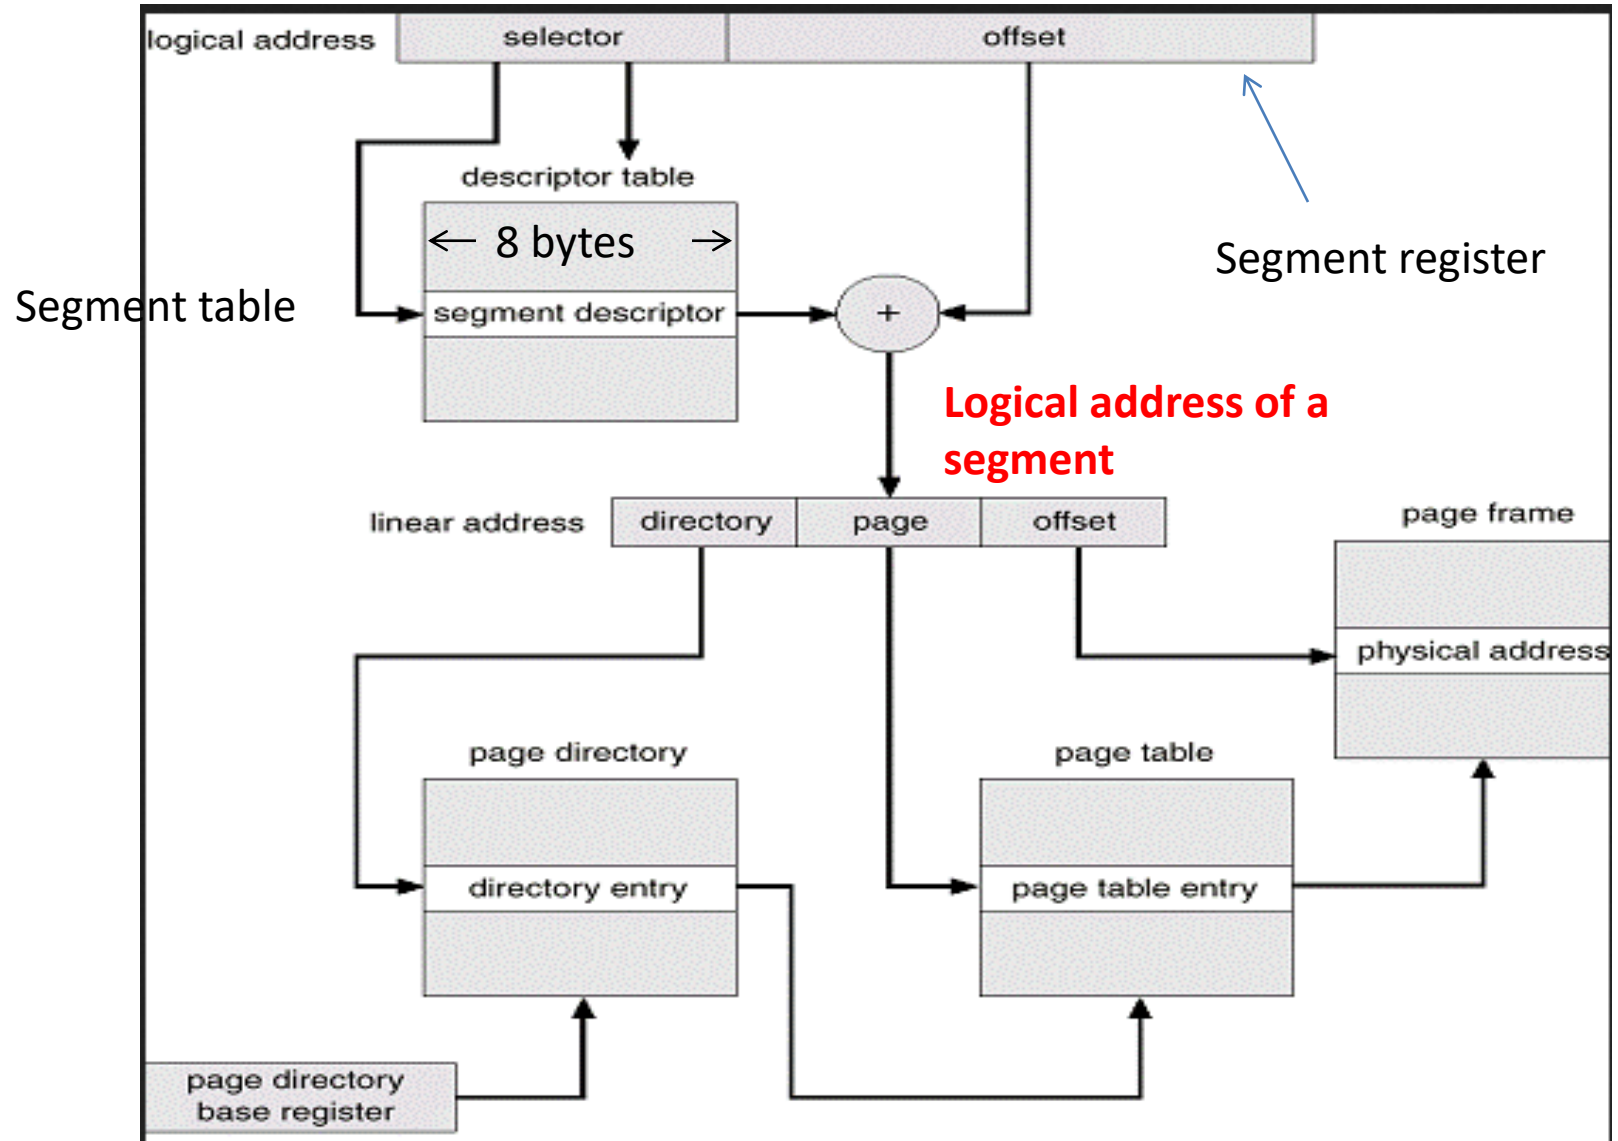 logical address
selector
offset
descriptor table
8 bytes
Segment register
Segment table
segment descriptor
+
Logical address of a
segment
linear address
directory
page
offset
page frame
physical address
page directory
page table
directory entry
page table entry
page directory
base register